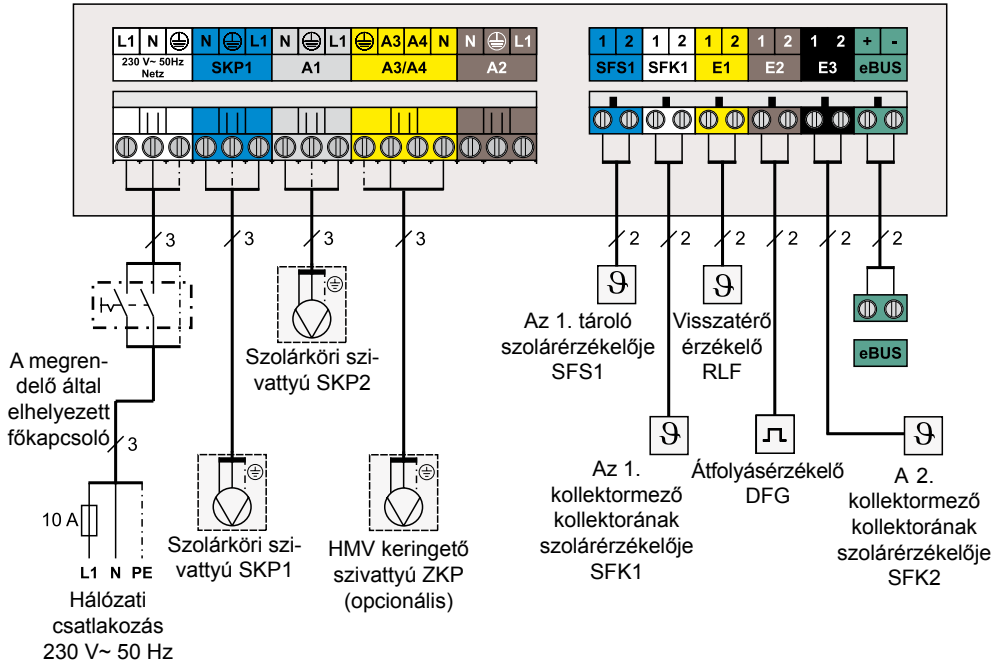 L1 N N L1 N L1 A3 A4 N N L1
230 V~ 50Hz
Netz
SKP1 A1 A3/A4 A2
1 2 1 2 1 2 1 2 1 2 + -
SFS1 SFK1 E1 E2 E3 eBUS
3 3 3 3 2 2 2 2 2 2
Az 1. tároló
szolárérzékelője
SFS1
Visszatérő
érzékelő
RLF
eBUS
Szolárköri szi-
vattyú SKP2
A megren-
delő által
elhelyezett
főkapcsoló
3
10 A
L1 N PE
Hálózati
csatlakozás
230 V~ 50 Hz
Szolárköri szi-
vattyú SKP1
HMV keringető
szivattyú ZKP
(opcionális)
Az 1.
kollektormező
kollektorának
szolárérzékelője
SFK1
Átfolyásérzékelő
DFG
A 2.
kollektormező
kollektorának
szolárérzékelője
SFK2
ϑ
ϑ
ϑ
ϑ